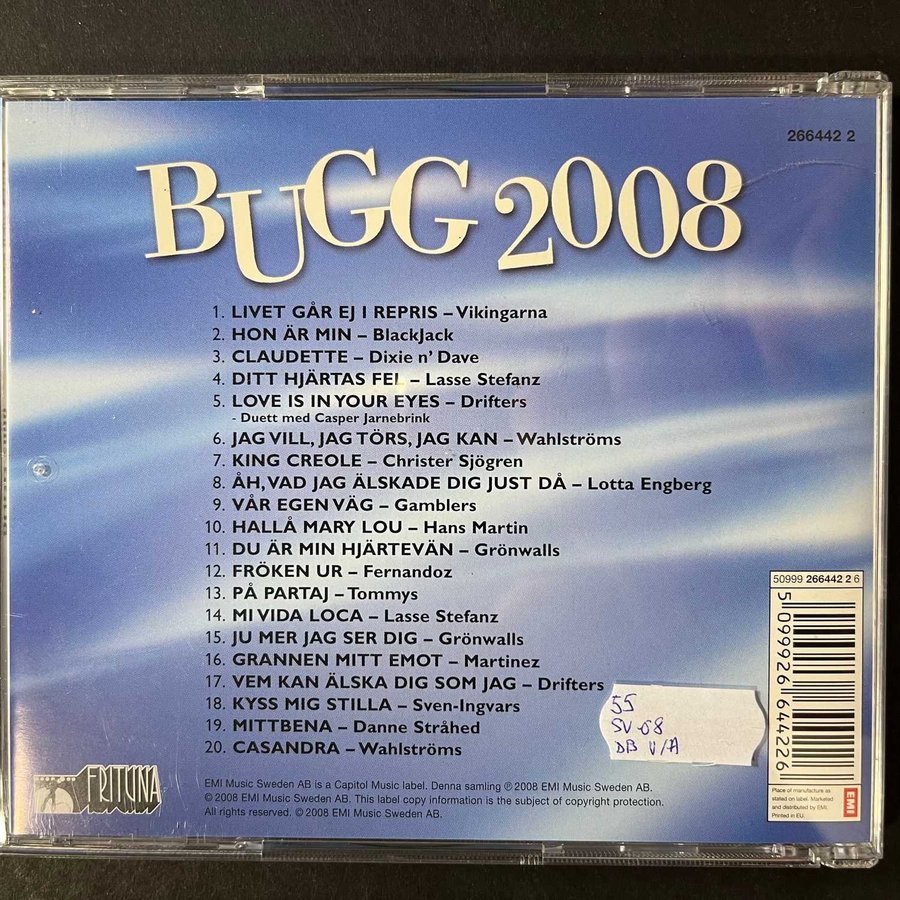 266442 2
BUGG 2008
1. LIVET GÅR EJ I REPRIS – Vikingarna
2. HON ÄR MIN – BlackJack
3. CLAUDETTE – Dixie n' Dave
4. DITT HJÄRTAS FEL – Lasse Stefanz
5. LOVE IS IN YOUR EYES – Drifters
- Duett med Casper Jarnebrink
6. JAG VILL, JAG TÖRS, JAG KAN – Wahlströms
7. KING CREOLE – Christer Sjögren
8. ÅH, VAD JAG ÄLSKADE DIG JUST DÅ – Lotta Engberg
9. VÅR EGEN VÄG – Gamblers
10. HALLÅ MARY LOU – Hans Martin
11. DU ÄR MIN HJÄRTEVÄN – Grönwalls
12. FRÖKEN UR – Fernandoz
13. PÅ PARTAJ – Tommys
14. MI VIDA LOCA – Lasse Stefanz
15. JU MER JAG SER DIG – Grönwalls
16. GRANNEN MITT EMOT – Martinez
17. VEM KAN ÄLSKA DIG SOM JAG – Drifters
18. KYSS MIG STILLA – Sven-Ingvars
19. MITTBENA – Danne Stråhed
20. CASANDRA – Wahlströms
50999 266442 2 6
5 099926 644226
55
SV-08
DB V/A
FRITUNA
EMI Music Sweden AB is a Capitol Music label. Denna samling ℗ 2008 EMI Music Sweden AB.
© 2008 EMI Music Sweden AB. This label copy information is the subject of copyright protection.
All rights reserved. © 2008 EMI Music Sweden AB.
Place of manufacture as
stated on label. Marketed
and distributed by EMI.
Printed in EU.
EMI